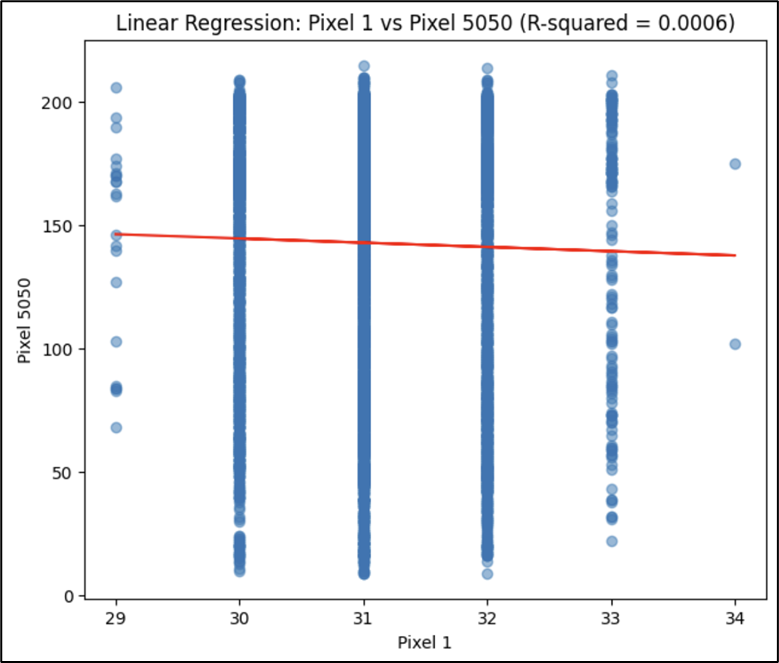 Linear Regression: Pixel 1 vs Pixel 5050 (R-squared = 0.0006)
200
150
100
50
0
Pixel 5050
29 30 31 32 33 34
Pixel 1